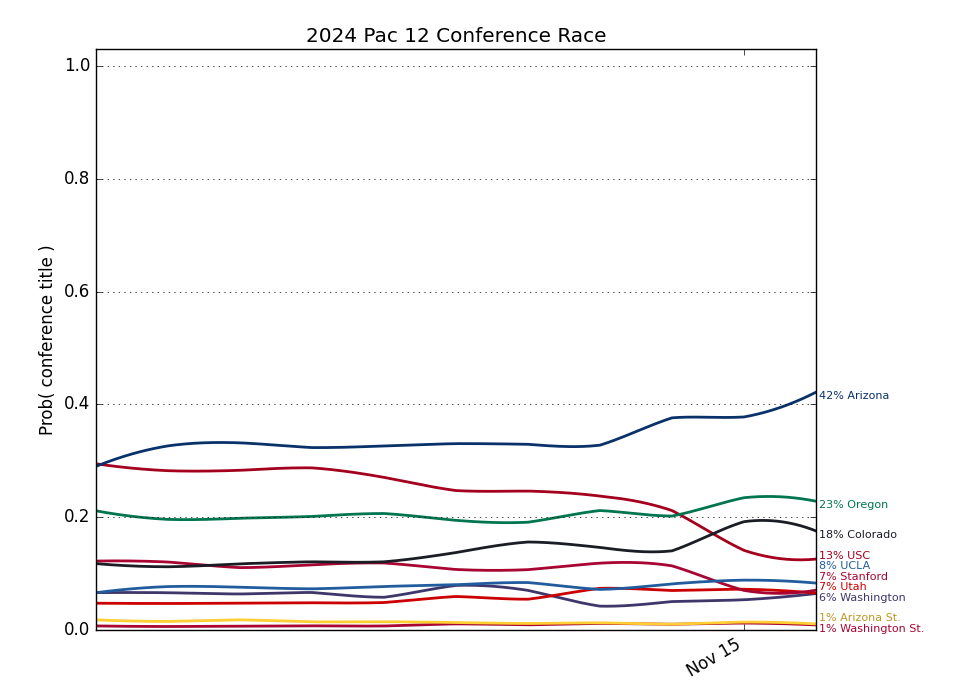 2024 Pac 12 Conference Race
Prob( conference title )
1.0
0.8
0.6
0.4
0.2
0.0
42% Arizona
23% Oregon
18% Colorado
13% USC
8% UCLA
7% Stanford
7% Utah
6% Washington
1% Arizona St.
1% Washington St.
Nov 15